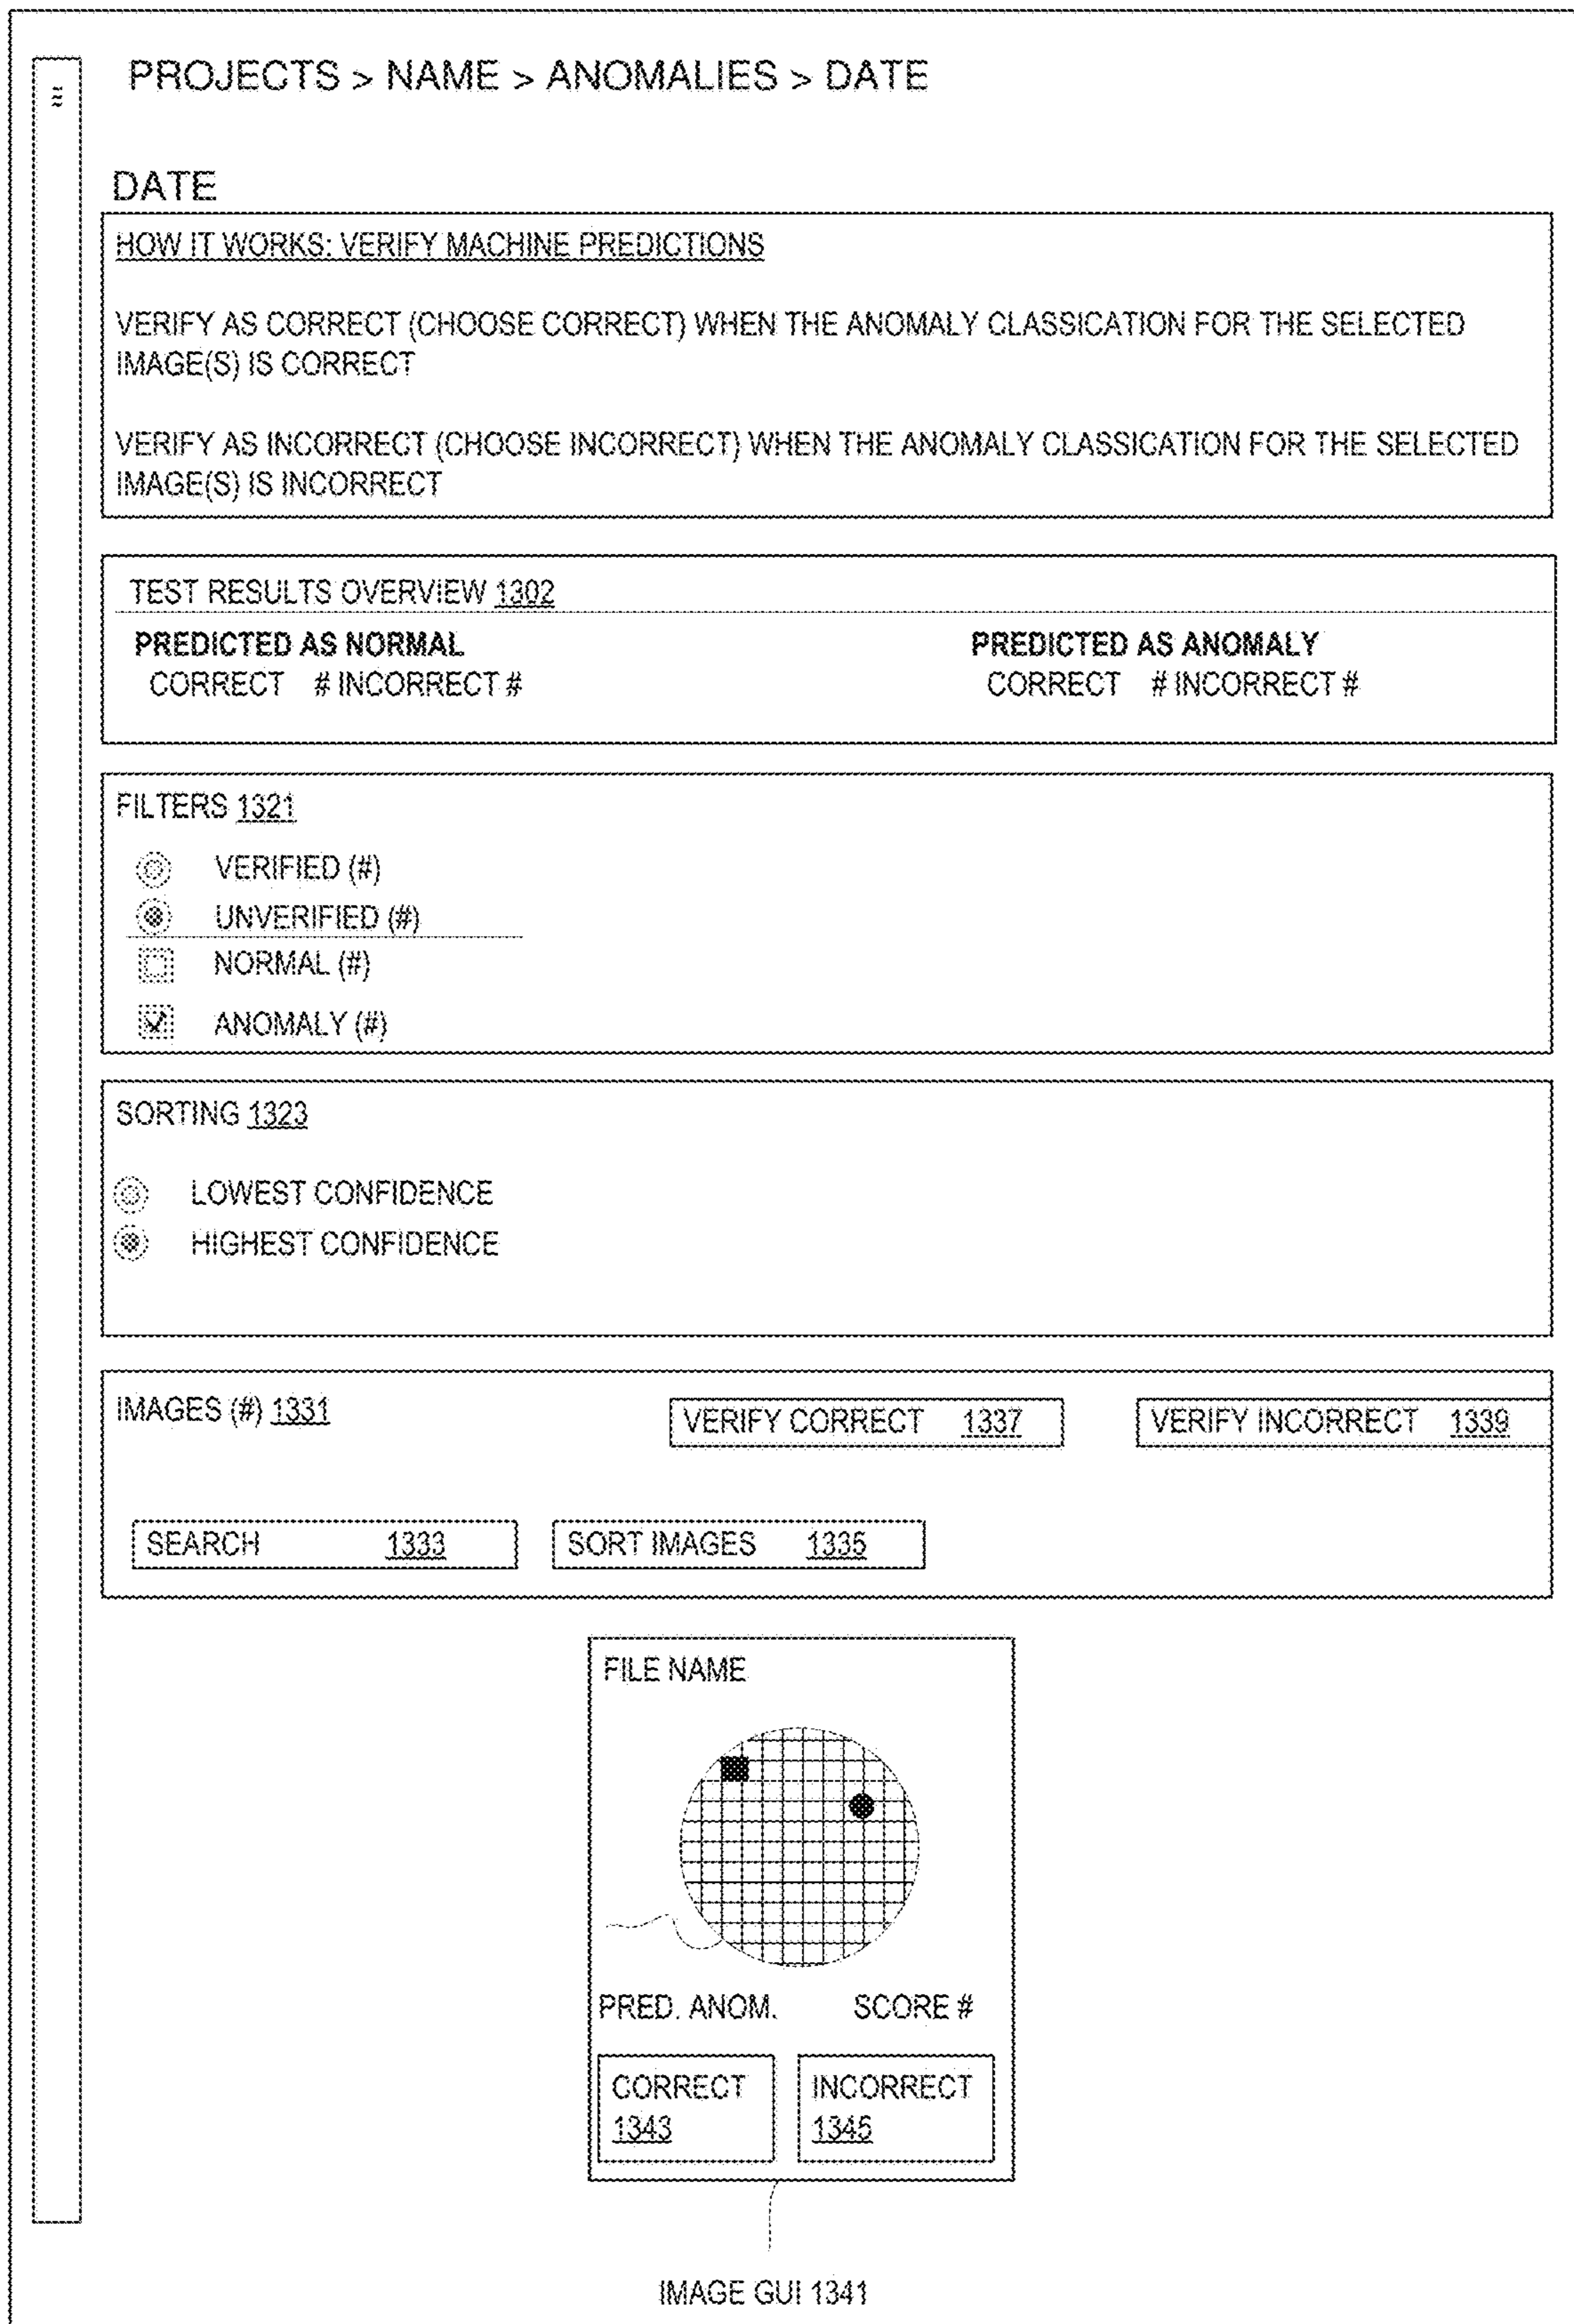 PROJECTS > NAME > ANOMALIES > DATE
DATE
HOW IT WORKS: VERIFY MACHINE PREDICTIONS
VERIFY AS CORRECT (CHOOSE CORRECT) WHEN THE ANOMALY CLASSICATION FOR THE SELECTED
IMAGE(S) IS CORRECT
VERIFY AS INCORRECT (CHOOSE INCORRECT) WHEN THE ANOMALY CLASSICATION FOR THE SELECTED
IMAGE(S) IS INCORRECT
TEST RESULTS OVERVIEW 1302
PREDICTED AS NORMAL PREDICTED AS ANOMALY
CORRECT # INCORRECT # CORRECT # INCORRECT #
FILTERS 1321
VERIFIED (#)
UNVERIFIED (#)
NORMAL (#)
ANOMALY (#)
SORTING 1323
LOWEST CONFIDENCE
HIGHEST CONFIDENCE
IMAGES (#) 1331 VERIFY CORRECT 1337 VERIFY INCORRECT 1339
SEARCH 1333 SORT IMAGES 1335
FILE NAME
PRED. ANOM. SCORE #
CORRECT INCORRECT
1343 1345
IMAGE GUI 1341